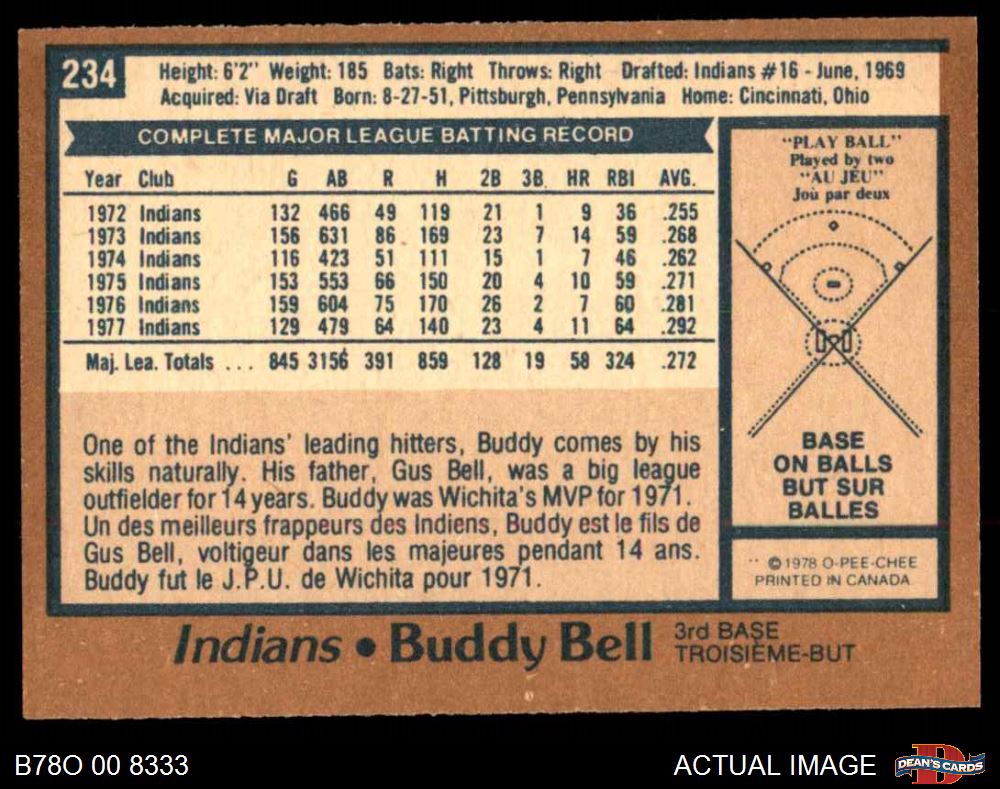 234
Height: 6'2" Weight: 185 Bats: Right Throws: Right Drafted: Indians #16 - June, 1969
Acquired: Via Draft Born: 8-27-51, Pittsburgh, Pennsylvania Home: Cincinnati, Ohio
COMPLETE MAJOR LEAGUE BATTING RECORD
Year Club G AB R H 2B 3B HR RBI AVG.
1972 Indians 132 466 49 119 21 1 9 36 .255
1973 Indians 156 631 86 169 23 7 14 59 .268
1974 Indians 116 423 51 111 15 1 7 46 .262
1975 Indians 153 553 66 150 20 4 10 59 .271
1976 Indians 159 604 75 170 26 2 7 60 .281
1977 Indians 129 479 64 140 23 4 11 64 .292
Maj. Lea. Totals ... 845 3156 391 859 128 19 58 324 .272
One of the Indians' leading hitters, Buddy comes by his
skills naturally. His father, Gus Bell, was a big league
outfielder for 14 years. Buddy was Wichita's MVP for 1971.
Un des meilleurs frappeurs des Indiens, Buddy est le fils de
Gus Bell, voltigeur dans les majeures pendant 14 ans.
Buddy fut le J.P.U. de Wichita pour 1971.
"PLAY BALL"
Played by two
"AU JEU"
Joù par deux
BASE
ON BALLS
BUT SUR
BALLES
©1978 O-PEE-CHEE
PRINTED IN CANADA
Indians • Buddy Bell
3rd BASE
TROISIÈME-BUT
B78O 00 8333
ACTUAL IMAGE
D
DEAN'S CARDS